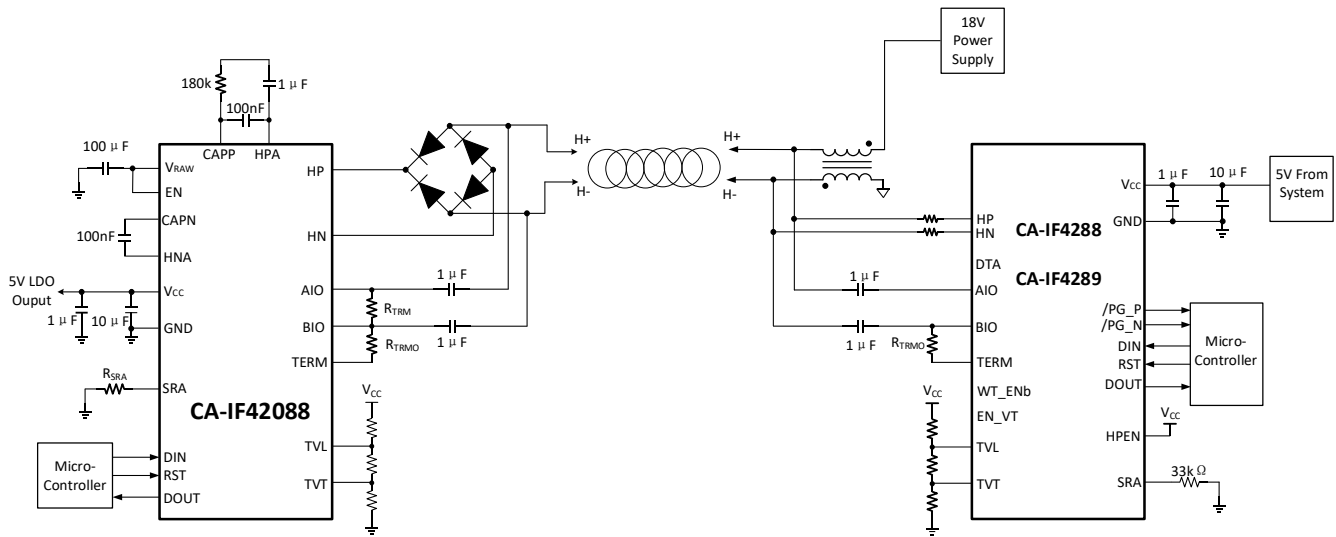 18V
Power
Supply
180k
1 μ F
100nF
CAPP
HPA
100 μ F
VRAW
EN
CAPN
100nF
HNA
5V LDO
Ouput
Vcc
1 μ F
10 μ F
GND
RSRA
SRA
CA-IF42088
Micro-
Controller
DIN
RST
DOUT
HP
HN
AIO
BIO
TERM
TVL
TVT
1 μ F
RTRM
RTRMO
1 μ F
VCC
H+
H-
H+
H-
1 μ F
1 μ F
RTRMO
VCC
HP
HN
DTA
AIO
BIO
TERM
WT_ENb
EN_VT
TVL
TVT
CA-IF4288
CA-IF4289
Vcc
GND
1 μ F
10 μ F
5V From
System
/PG_P
/PG_N
DIN
RST
DOUT
Micro-
Controller
VCC
HPEN
SRA
33k Ω